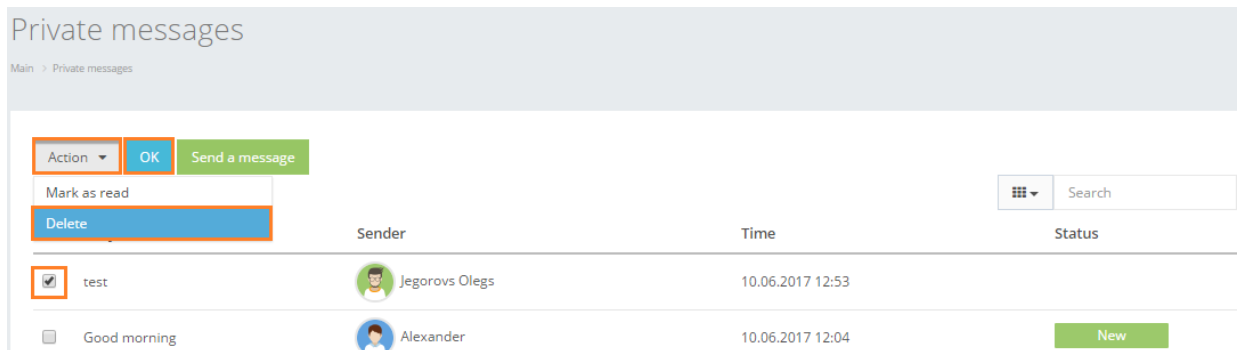 Private messages
Main > Private messages
Action OK Send a message
Mark as read
Search
Delete
Sender Time Status
test Jegorovs Olegs 10.06.2017 12:53
Good morning Alexander 10.06.2017 12:04 New